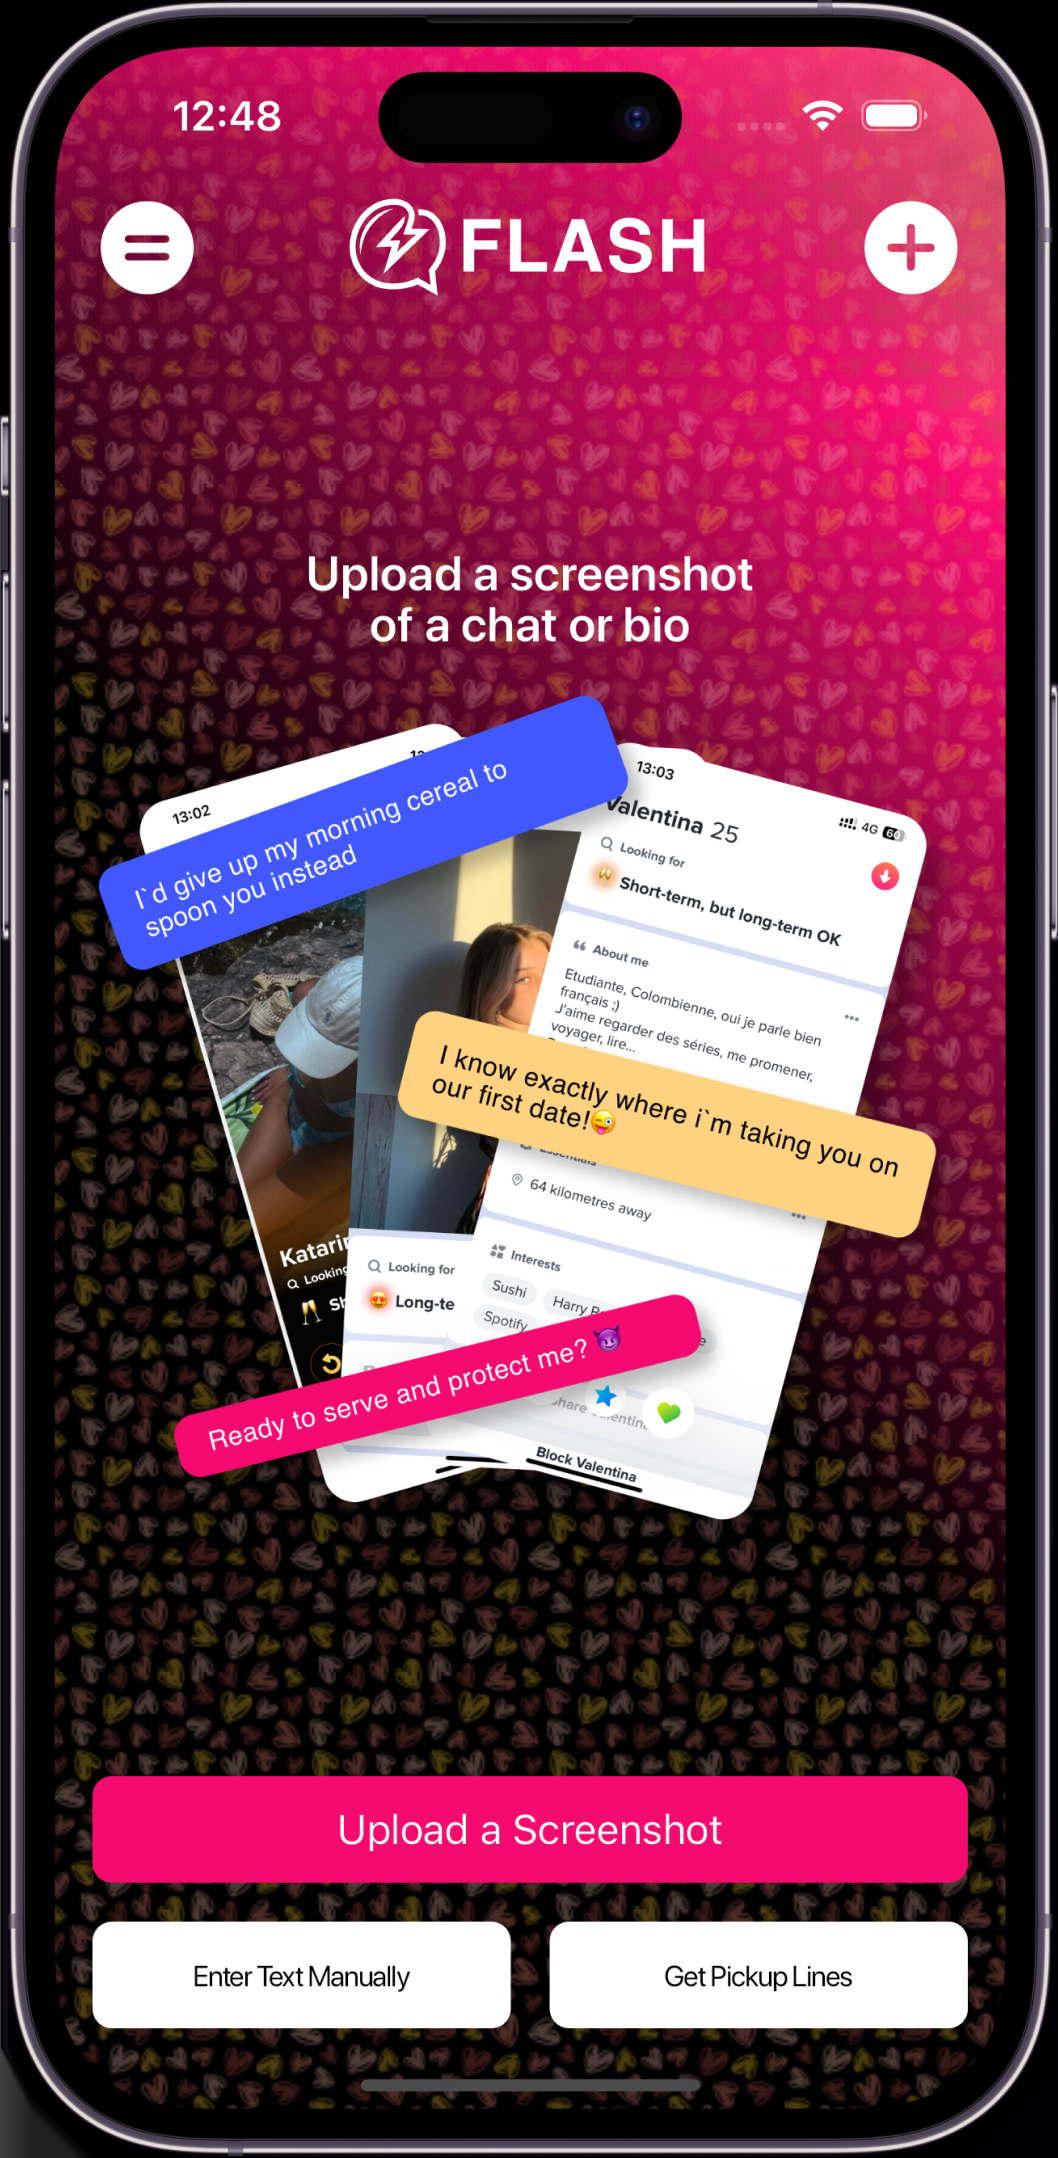 12:48
FLASH
Upload a screenshot
of a chat or bio
13:02
I`d give up my morning cereal to
spoon you instead
13:03
4G 60
Valentina 25
Looking for
Short-term, but long-term OK
About me
Etudiante, Colombienne, oui je parle bien
français ;)
J'aime regarder des séries, me promener,
voyager, lire...
I know exactly where i`m taking you on
our first date!😜
Essentials
64 kilometres away
Interests
Sushi
Harry
Spotify
Looking for
Long-te
Ready to serve and protect me? 😈
Block Valentina
Upload a Screenshot
Enter Text Manually
Get Pickup Lines